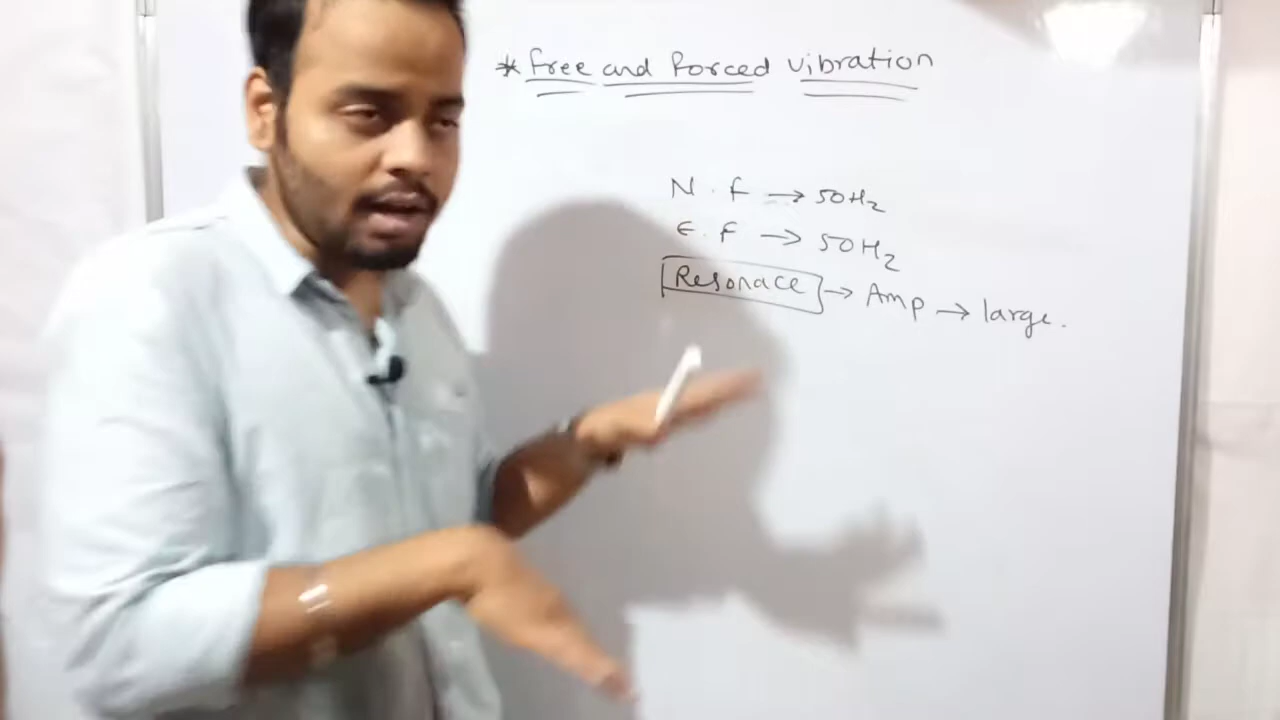 * Free and Forced vibration
N.F → 50Hz
E.F → 50Hz
Resonace → Amp → large.